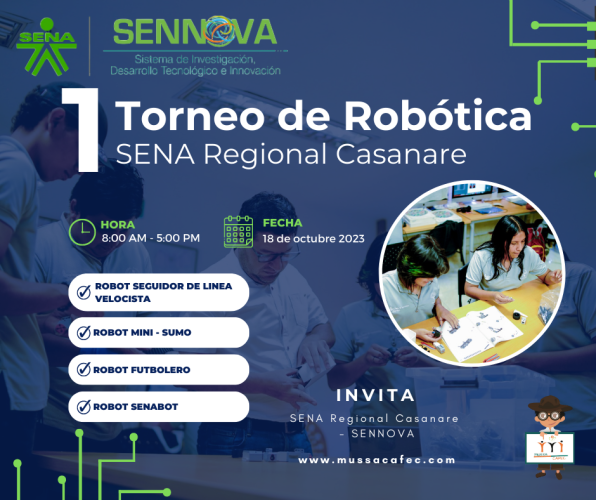 SENA
SENNOVA
Sistema de Investigación,
Desarrollo Tecnológico e Innovación
1 Torneo de Robótica
SENA Regional Casanare
HORA
8:00 AM - 5:00 PM
FECHA
18 de octubre 2023
ROBOT SEGUIDOR DE LINEA
VELOCISTA
ROBOT MINI - SUMO
ROBOT FUTBOLERO
ROBOT SENABOT
INVITA
SENA Regional Casanare
- SENNOVA
www.mussacafec.com